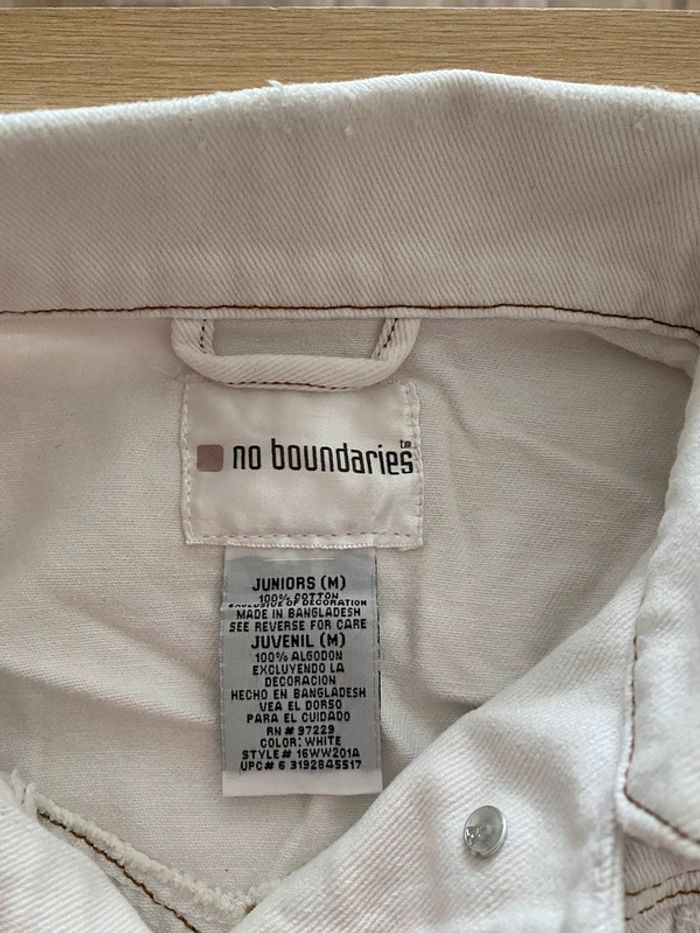 no boundaries tm
JUNIORS (M)
100% COTTON
EXCLUSIVE OF DECORATION
MADE IN BANGLADESH
SEE REVERSE FOR CARE
JUVENIL (M)
100% ALGODON
EXCLUYENDO LA
DECORACION
HECHO EN BANGLADESH
VEA EL DORSO
PARA EL CUIDADO
RN# 97229
COLOR: WHITE
STYLE# 16WW201A
UPC# 6 3192845517